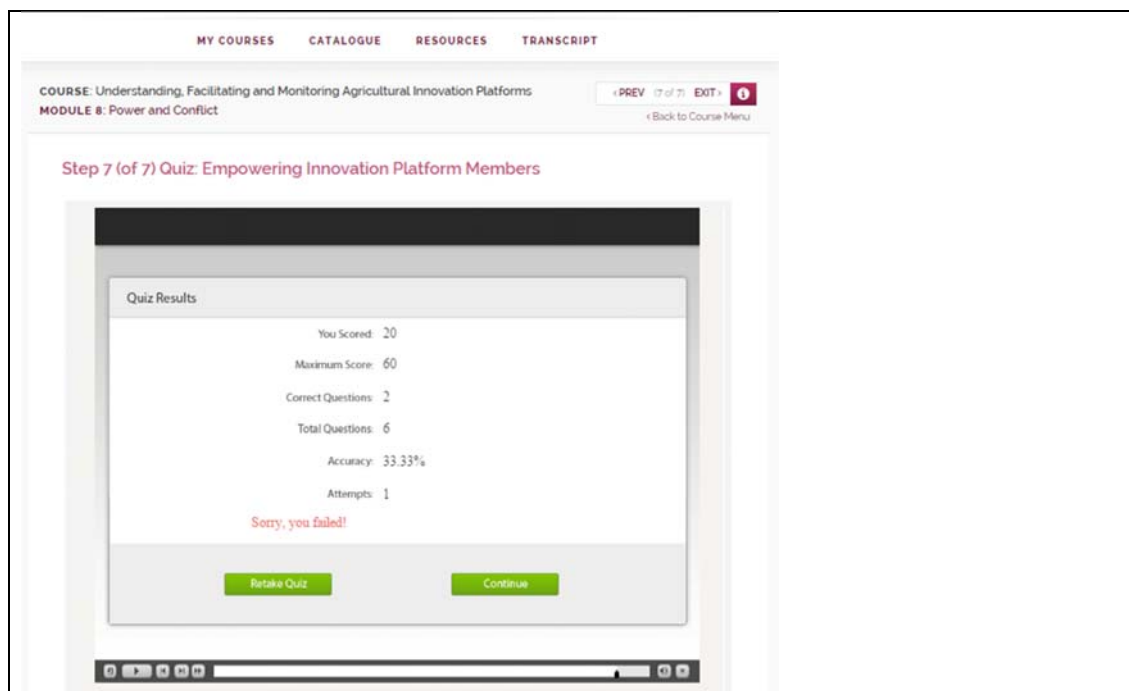 MY COURSES CATALOGUE RESOURCES TRANSCRIPT
COURSE: Understanding, Facilitating and Monitoring Agricultural Innovation Platforms
‹ PREV (7 of 7) EXIT ›
MODULE 8: Power and Conflict
‹ Back to Course Menu
Step 7 (of 7) Quiz: Empowering Innovation Platform Members
Quiz Results
You Scored: 20
Maximum Score: 60
Correct Questions: 2
Total Questions: 6
Accuracy: 33.33%
Attempts: 1
Sorry, you failed!
Retake Quiz
Continue